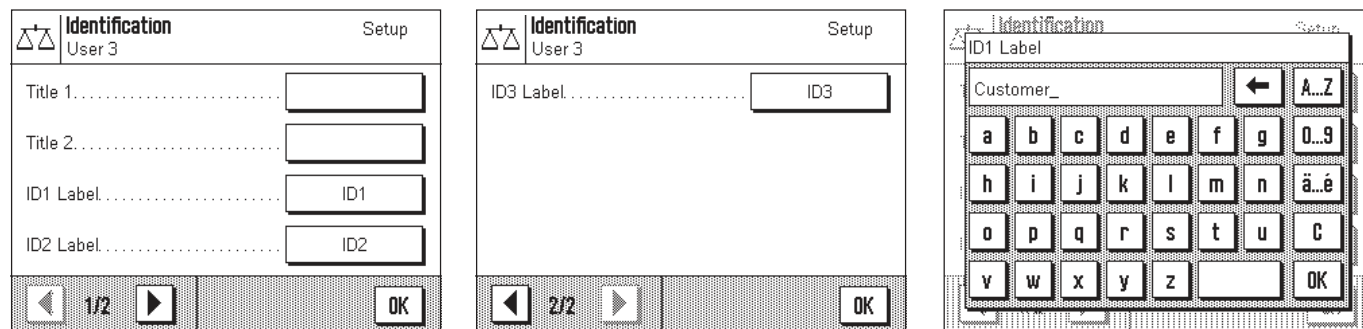 Identification Setup
User 3
Title 1
Title 2
ID1 Label ID1
ID2 Label ID2
1/2 OK
Identification Setup
User 3
ID3 Label ID3
2/2 OK
Identification Setup
ID1 Label
Customer_ A...Z
a b c d e f g 0...9
h i j k l m n ä...é
o p q r s t u C
v w x y z OK